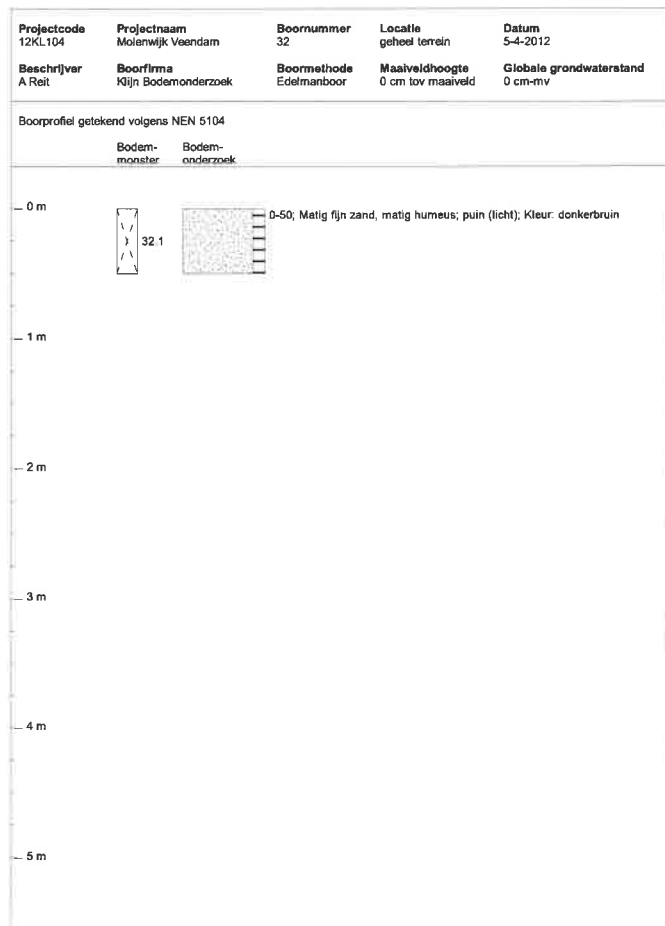 Projectcode Projectnaam Boornummer Locatie Datum
12KL104 Molenwijk Veendam 32 geheel terrein 5-4-2012
Beschrijver Boorfirma Boormethode Maaiveldhoogte Globale grondwaterstand
A Reit Klijn Bodemonderzoek Edelmanboor 0 cm tov maaiveld 0 cm-mv
Boorprofiel getekend volgens NEN 5104
Bodem- Bodem-
monster onderzoek
0 m
0-50; Matig fijn zand, matig humeus; puin (licht); Kleur: donkerbruin
32.1
1 m
2 m
3 m
4 m
5 m